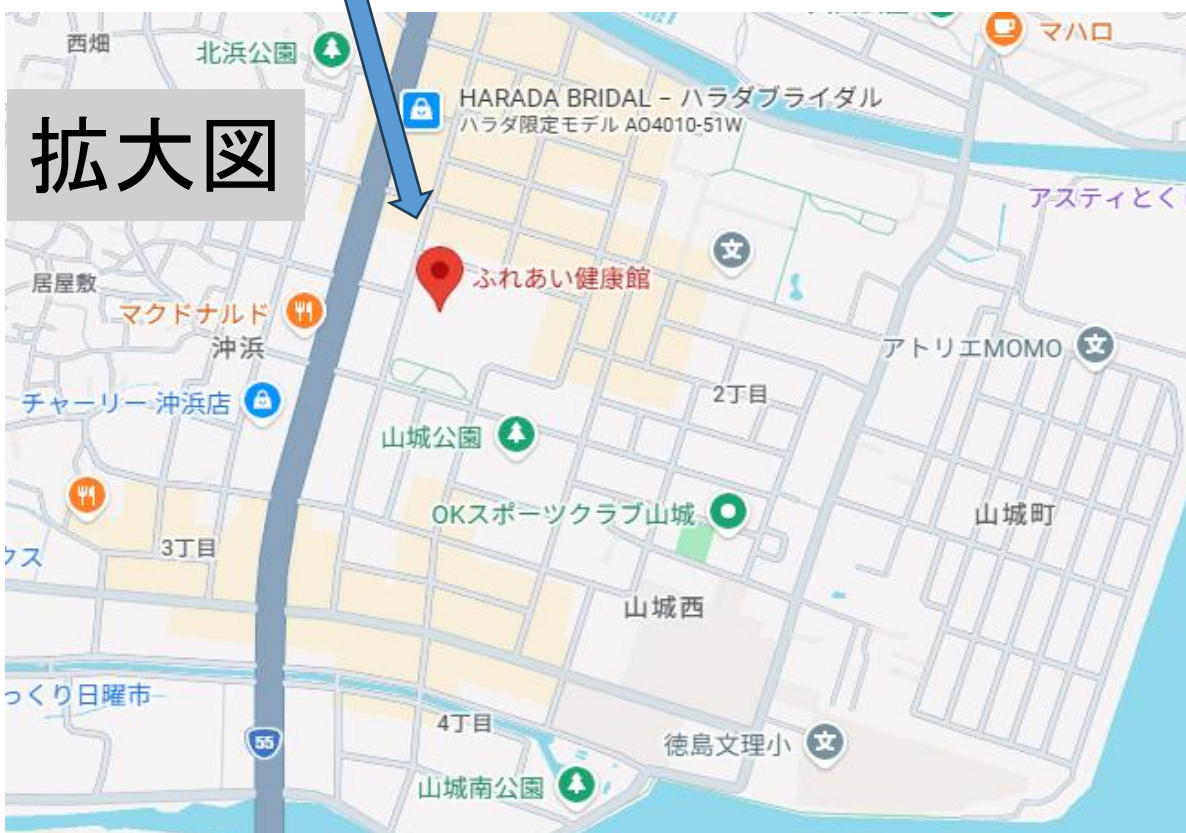 西畑
北浜公園
マハロ
HARADA BRIDAL – ハラダブライダル
ハラダ限定モデル AO4010-51W
拡大図
アスティとく
居屋敷
ふれあい健康館
マクドナルド
沖浜
アトリエMOMO
文
文
チャーリー 沖浜店
2丁目
山城公園
OKスポーツクラブ山城
山城町
3丁目
クス
山城西
っくり日曜市
4丁目
55
徳島文理小
文
山城南公園